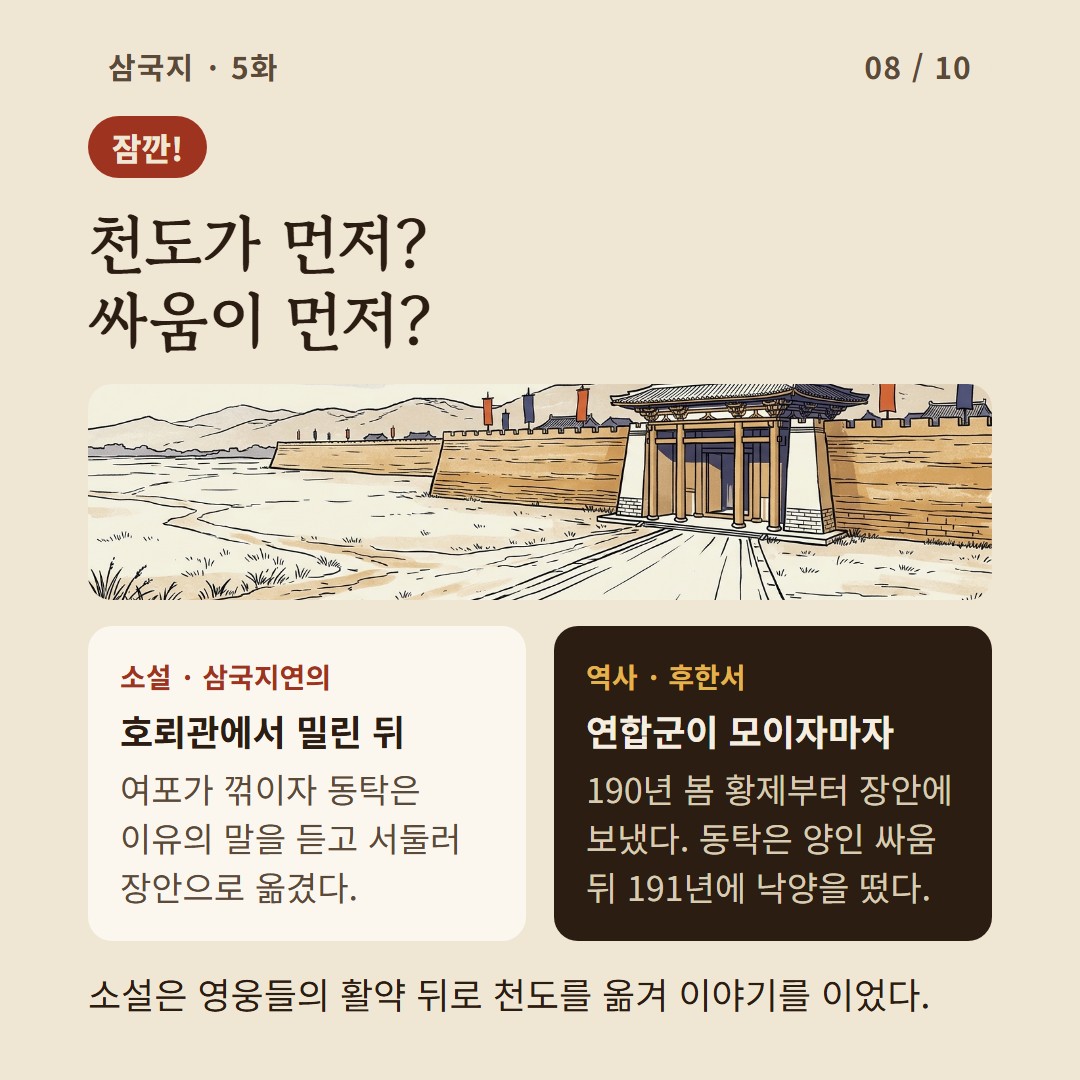 삼국지 · 5화
08 / 10
잠깐!
천도가 먼저?
싸움이 먼저?
소설 · 삼국지연의
호뢰관에서 밀린 뒤
여포가 꺾이자 동탁은
이유의 말을 듣고 서둘러
장안으로 옮겼다.
역사 · 후한서
연합군이 모이자마자
190년 봄 황제부터 장안에
보냈다. 동탁은 양인 싸움
뒤 191년에 낙양을 떴다.
소설은 영웅들의 활약 뒤로 천도를 옮겨 이야기를 이었다.